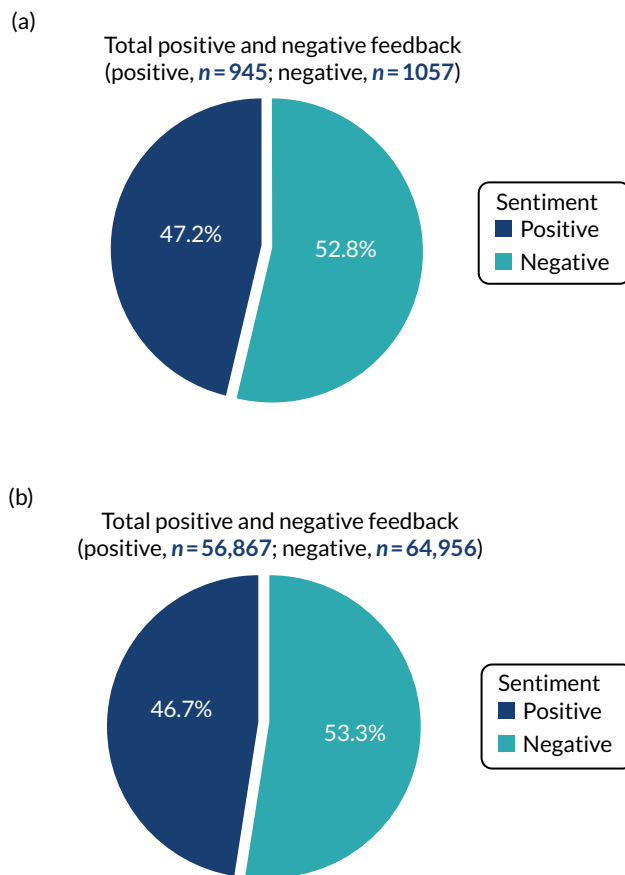 (a)
Total positive and negative feedback
(positive, n=945; negative, n=1057)
47.2%
52.8%
Sentiment
Positive
Negative
(b)
Total positive and negative feedback
(positive, n=56,867; negative, n=64,956)
46.7%
53.3%
Sentiment
Positive
Negative